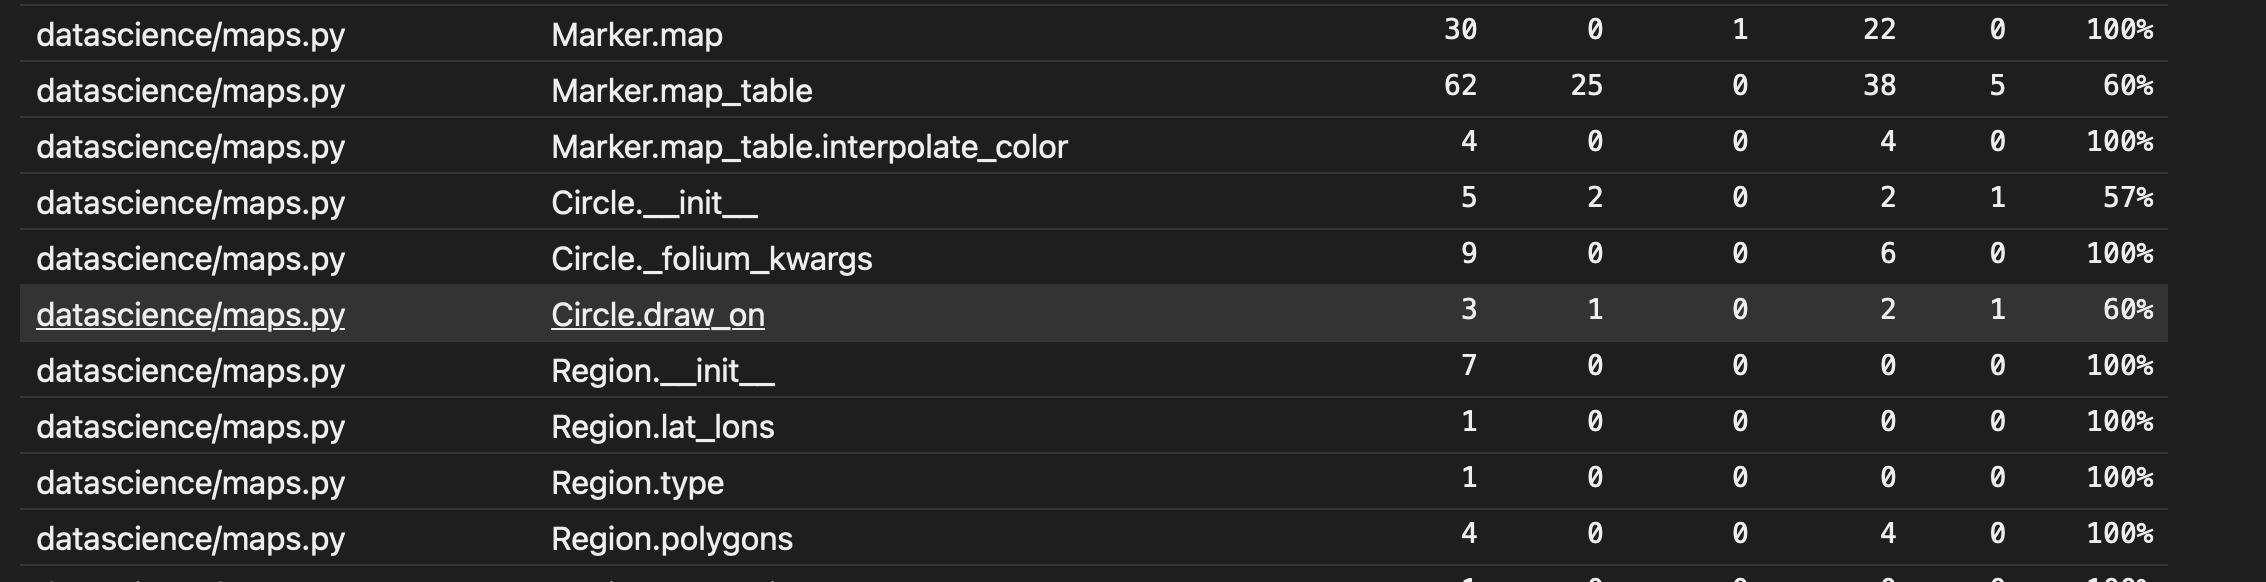 datascience/maps.py Marker.map 30 0 1 22 0 100%
datascience/maps.py Marker.map_table 62 25 0 38 5 60%
datascience/maps.py Marker.map_table.interpolate_color 4 0 0 4 0 100%
datascience/maps.py Circle.__init__ 5 2 0 2 1 57%
datascience/maps.py Circle._folium_kwargs 9 0 0 6 0 100%
datascience/maps.py Circle.draw_on 3 1 0 2 1 60%
datascience/maps.py Region.__init__ 7 0 0 0 0 100%
datascience/maps.py Region.lat_lons 1 0 0 0 0 100%
datascience/maps.py Region.type 1 0 0 0 0 100%
datascience/maps.py Region.polygons 4 0 0 4 0 100%